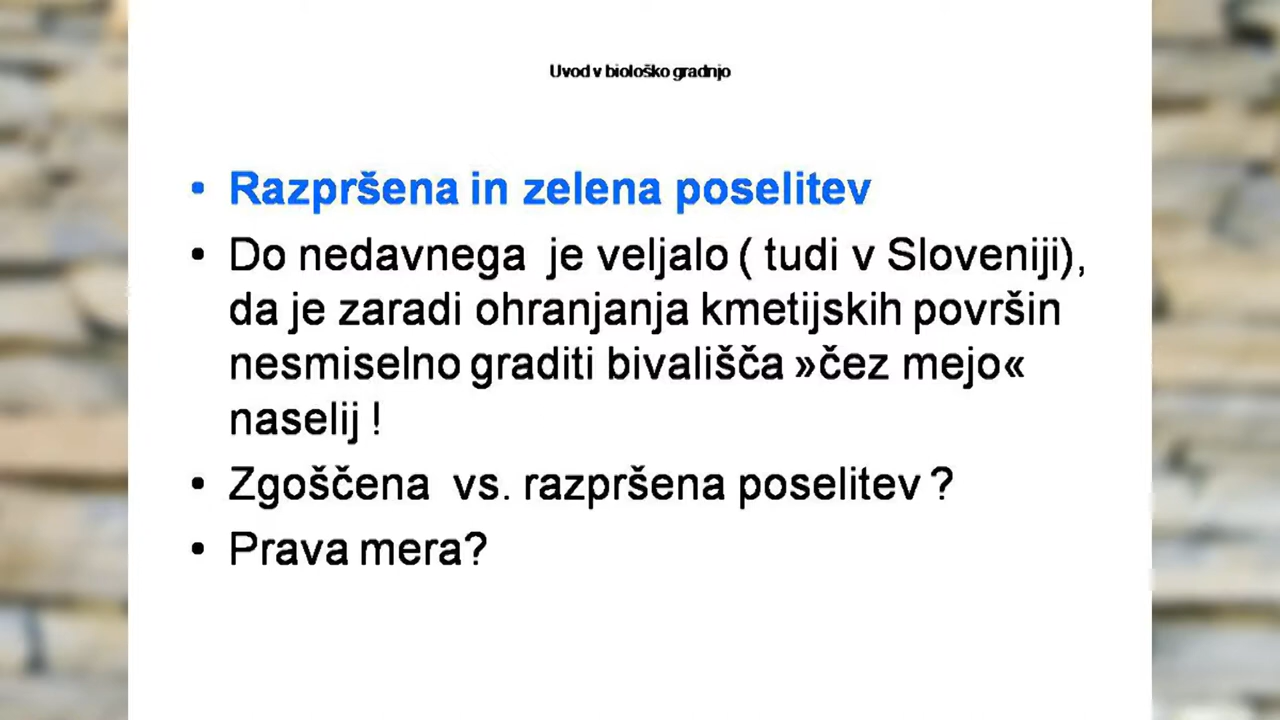 Uvod v biološko gradnjo
• Razpršena in zelena poselitev
• Do nedavnega je veljalo ( tudi v Sloveniji),
da je zaradi ohranjanja kmetijskih površin
nesmiselno graditi bivališča »čez mejo«
naselij !
• Zgoščena vs. razpršena poselitev ?
• Prava mera?